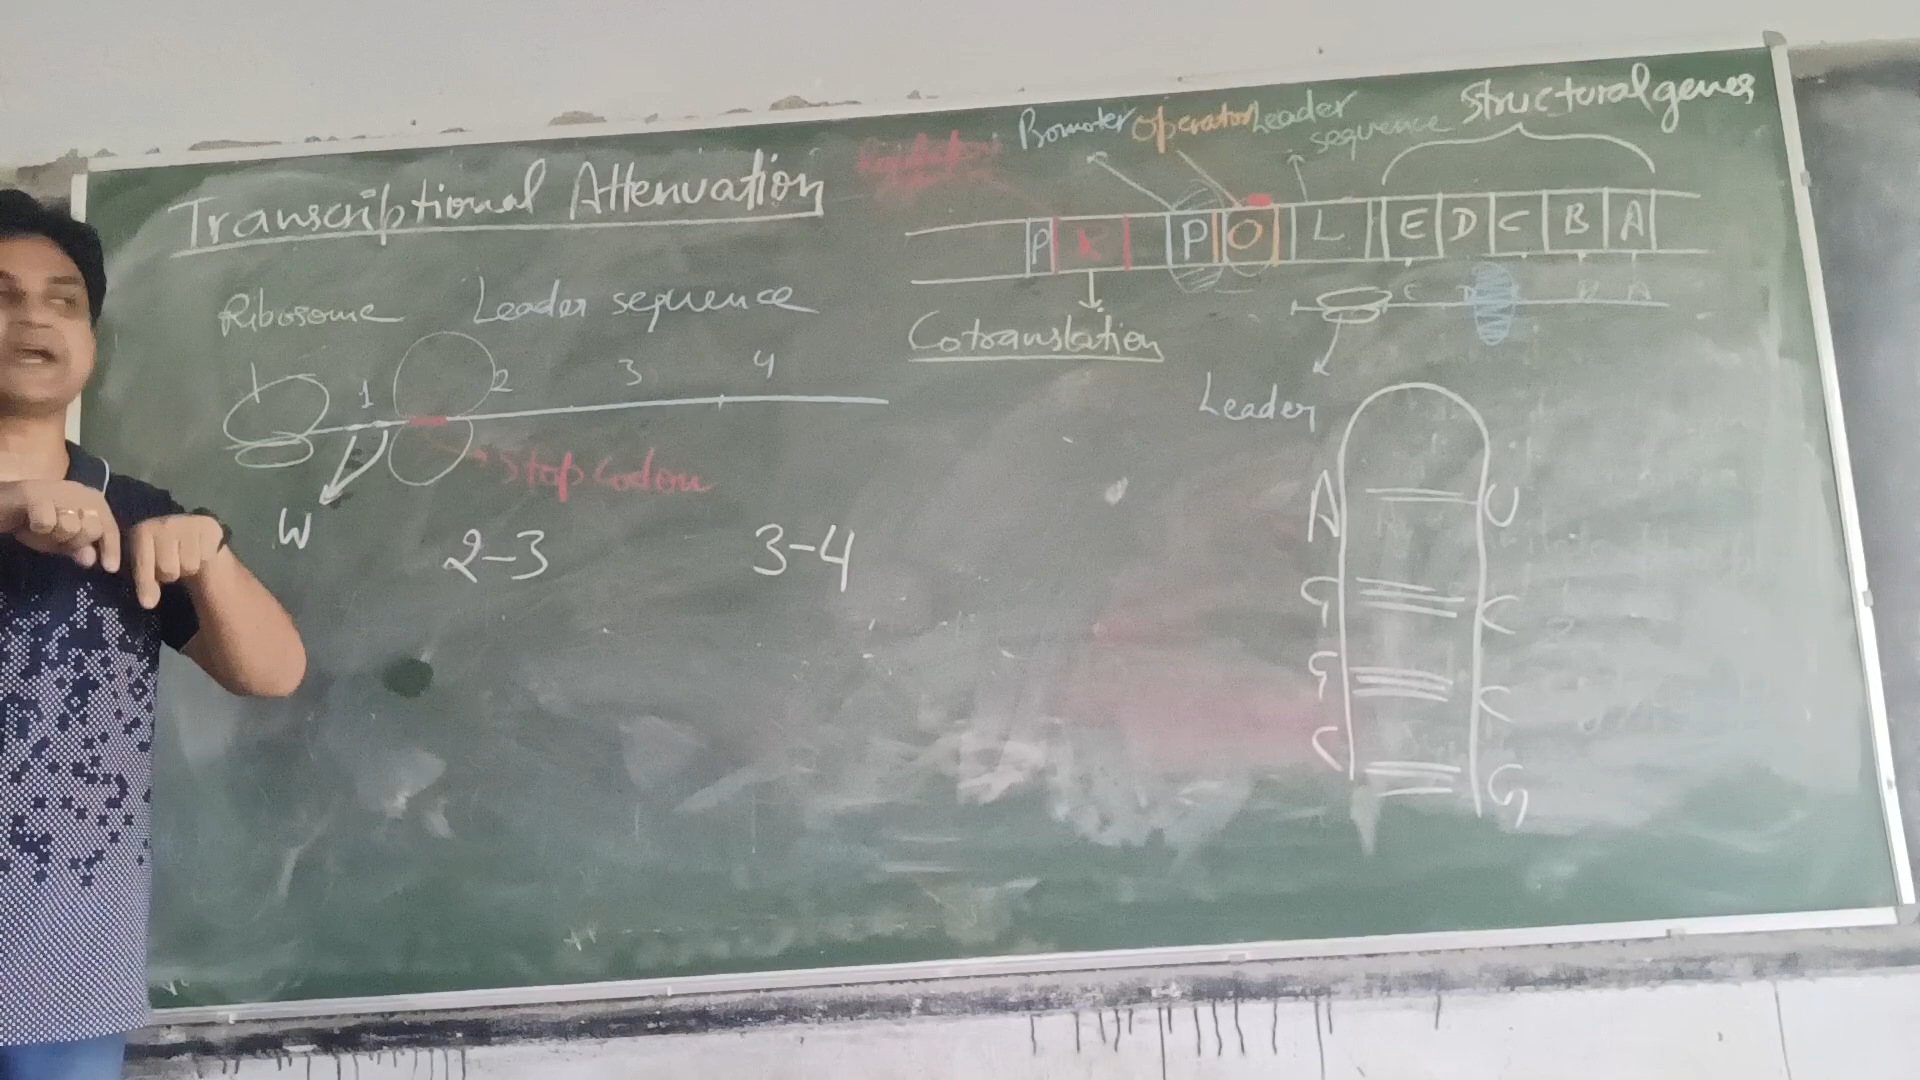 Transcriptional Attenuation
Ribosome Leader sequence
1 2 3 4
Stop Codon
W
2-3 3-4
Promoter Operator Leader sequence Structural genes
P R P O L E D C B A
Cotranslation
E D B A
Leader
A U
G C
G C
C G